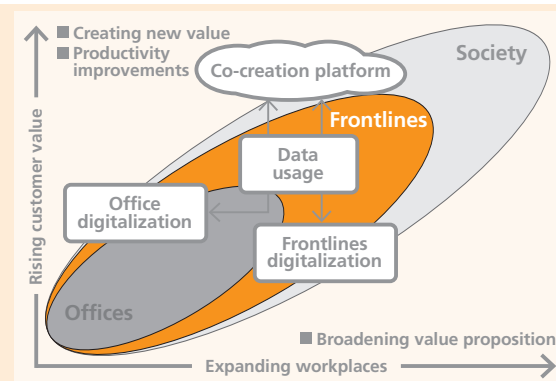 ■ Creating new value
■ Productivity
improvements
Co-creation platform
Society
Frontlines
Data
usage
Office
digitalization
Frontlines
digitalization
Offices
Rising customer value
■ Broadening value proposition
Expanding workplaces